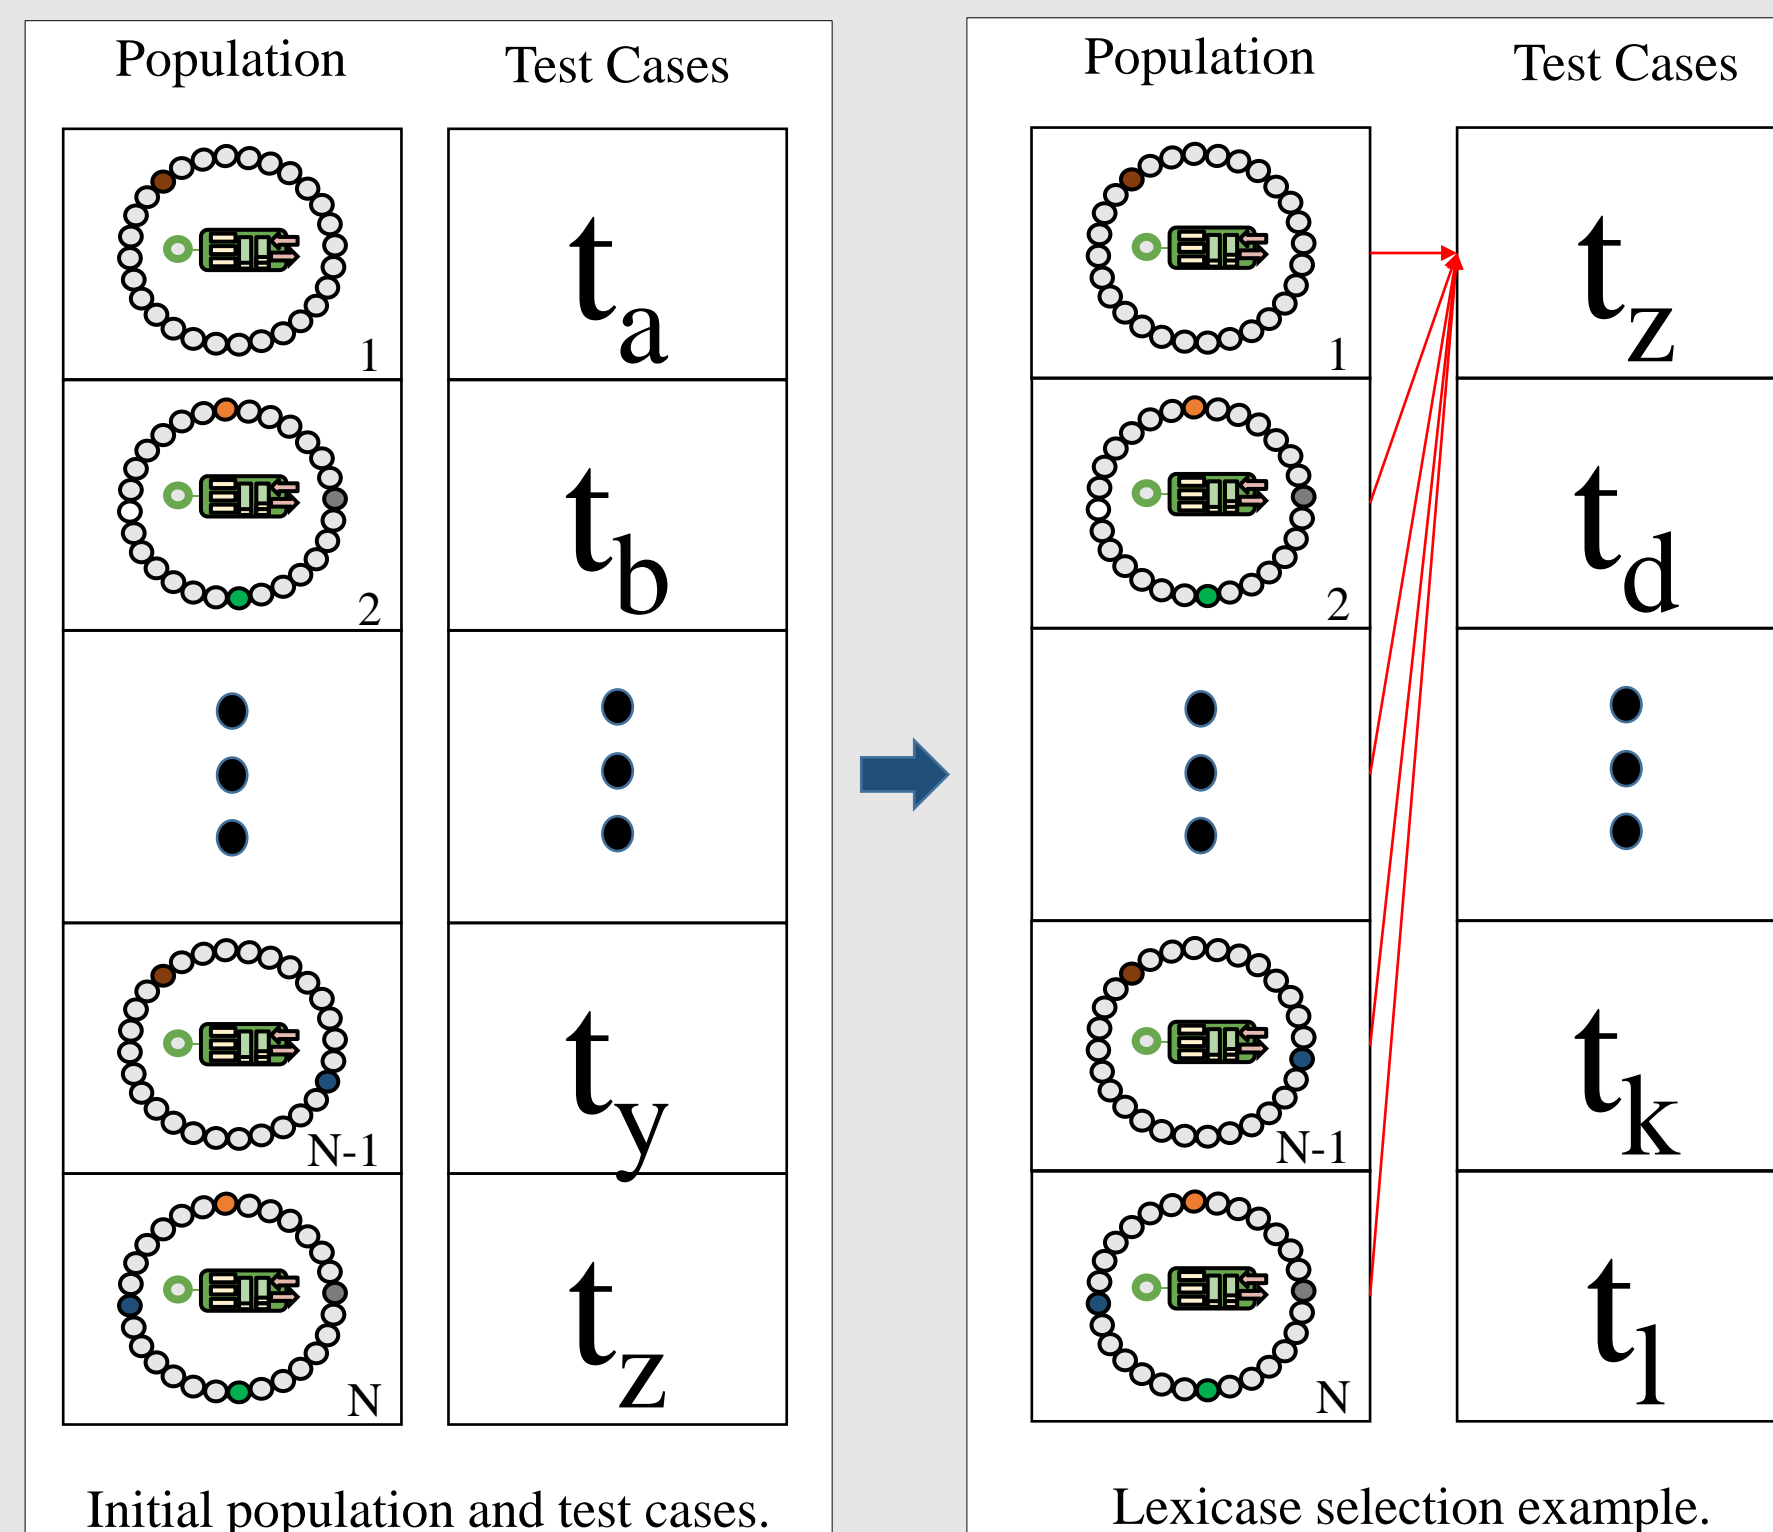 Population Test Cases
1 t_a
2 t_b
N-1 t_y
N t_z
Initial population and test cases.
Population Test Cases
1 t_z
2 t_d
N-1 t_k
N t_l
Lexicase selection example.